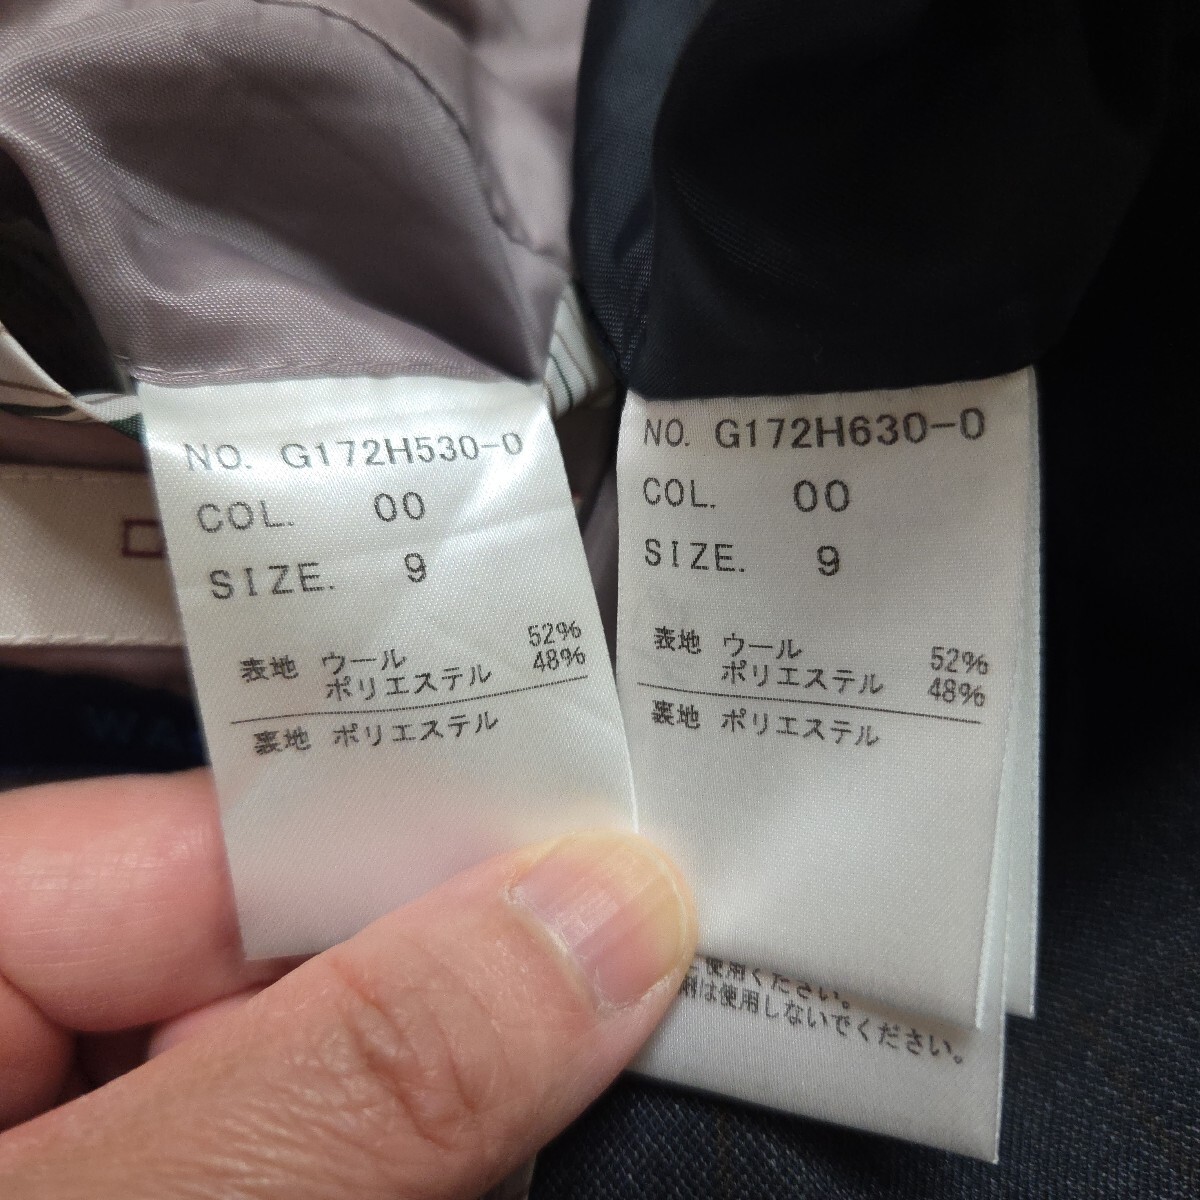 NO. G172H530-0
COL. 00
SIZE. 9
表地 ウール 52%
ポリエステル 48%
裏地 ポリエステル
NO. G172H630-0
COL. 00
SIZE. 9
表地 ウール 52%
ポリエステル 48%
裏地 ポリエステル
使用ください。
剤は使用しないでください。